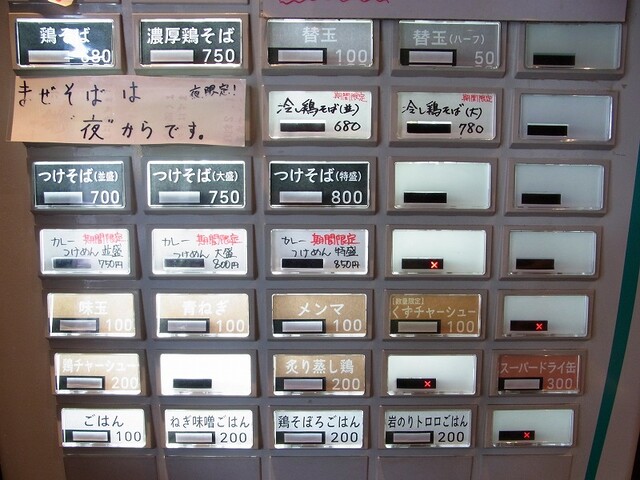 鶏そば 680
濃厚鶏そば 750
替玉 100
替玉(ハーフ) 50
まぜそばは 夜限定!
"夜"からです。
期間限定
冷し鶏そば(並) 680
期間限定
冷し鶏そば(大) 780
つけそば(並盛) 700
つけそば(大盛) 750
つけそば(特盛) 800
カレー 期間限定
つけめん 並盛
750円
カレー 期間限定
つけめん 大盛
800円
カレー 期間限定
つけめん 特盛
850円
味玉 100
青ねぎ 100
メンマ 100
【数量限定】
くずチャーシュー 100
鶏チャーシュー 200
炙り蒸し鶏 200
スーパードライ缶 300
ごはん 100
ねぎ味噌ごはん 200
鶏そぼろごはん 200
岩のりトロロごはん 200